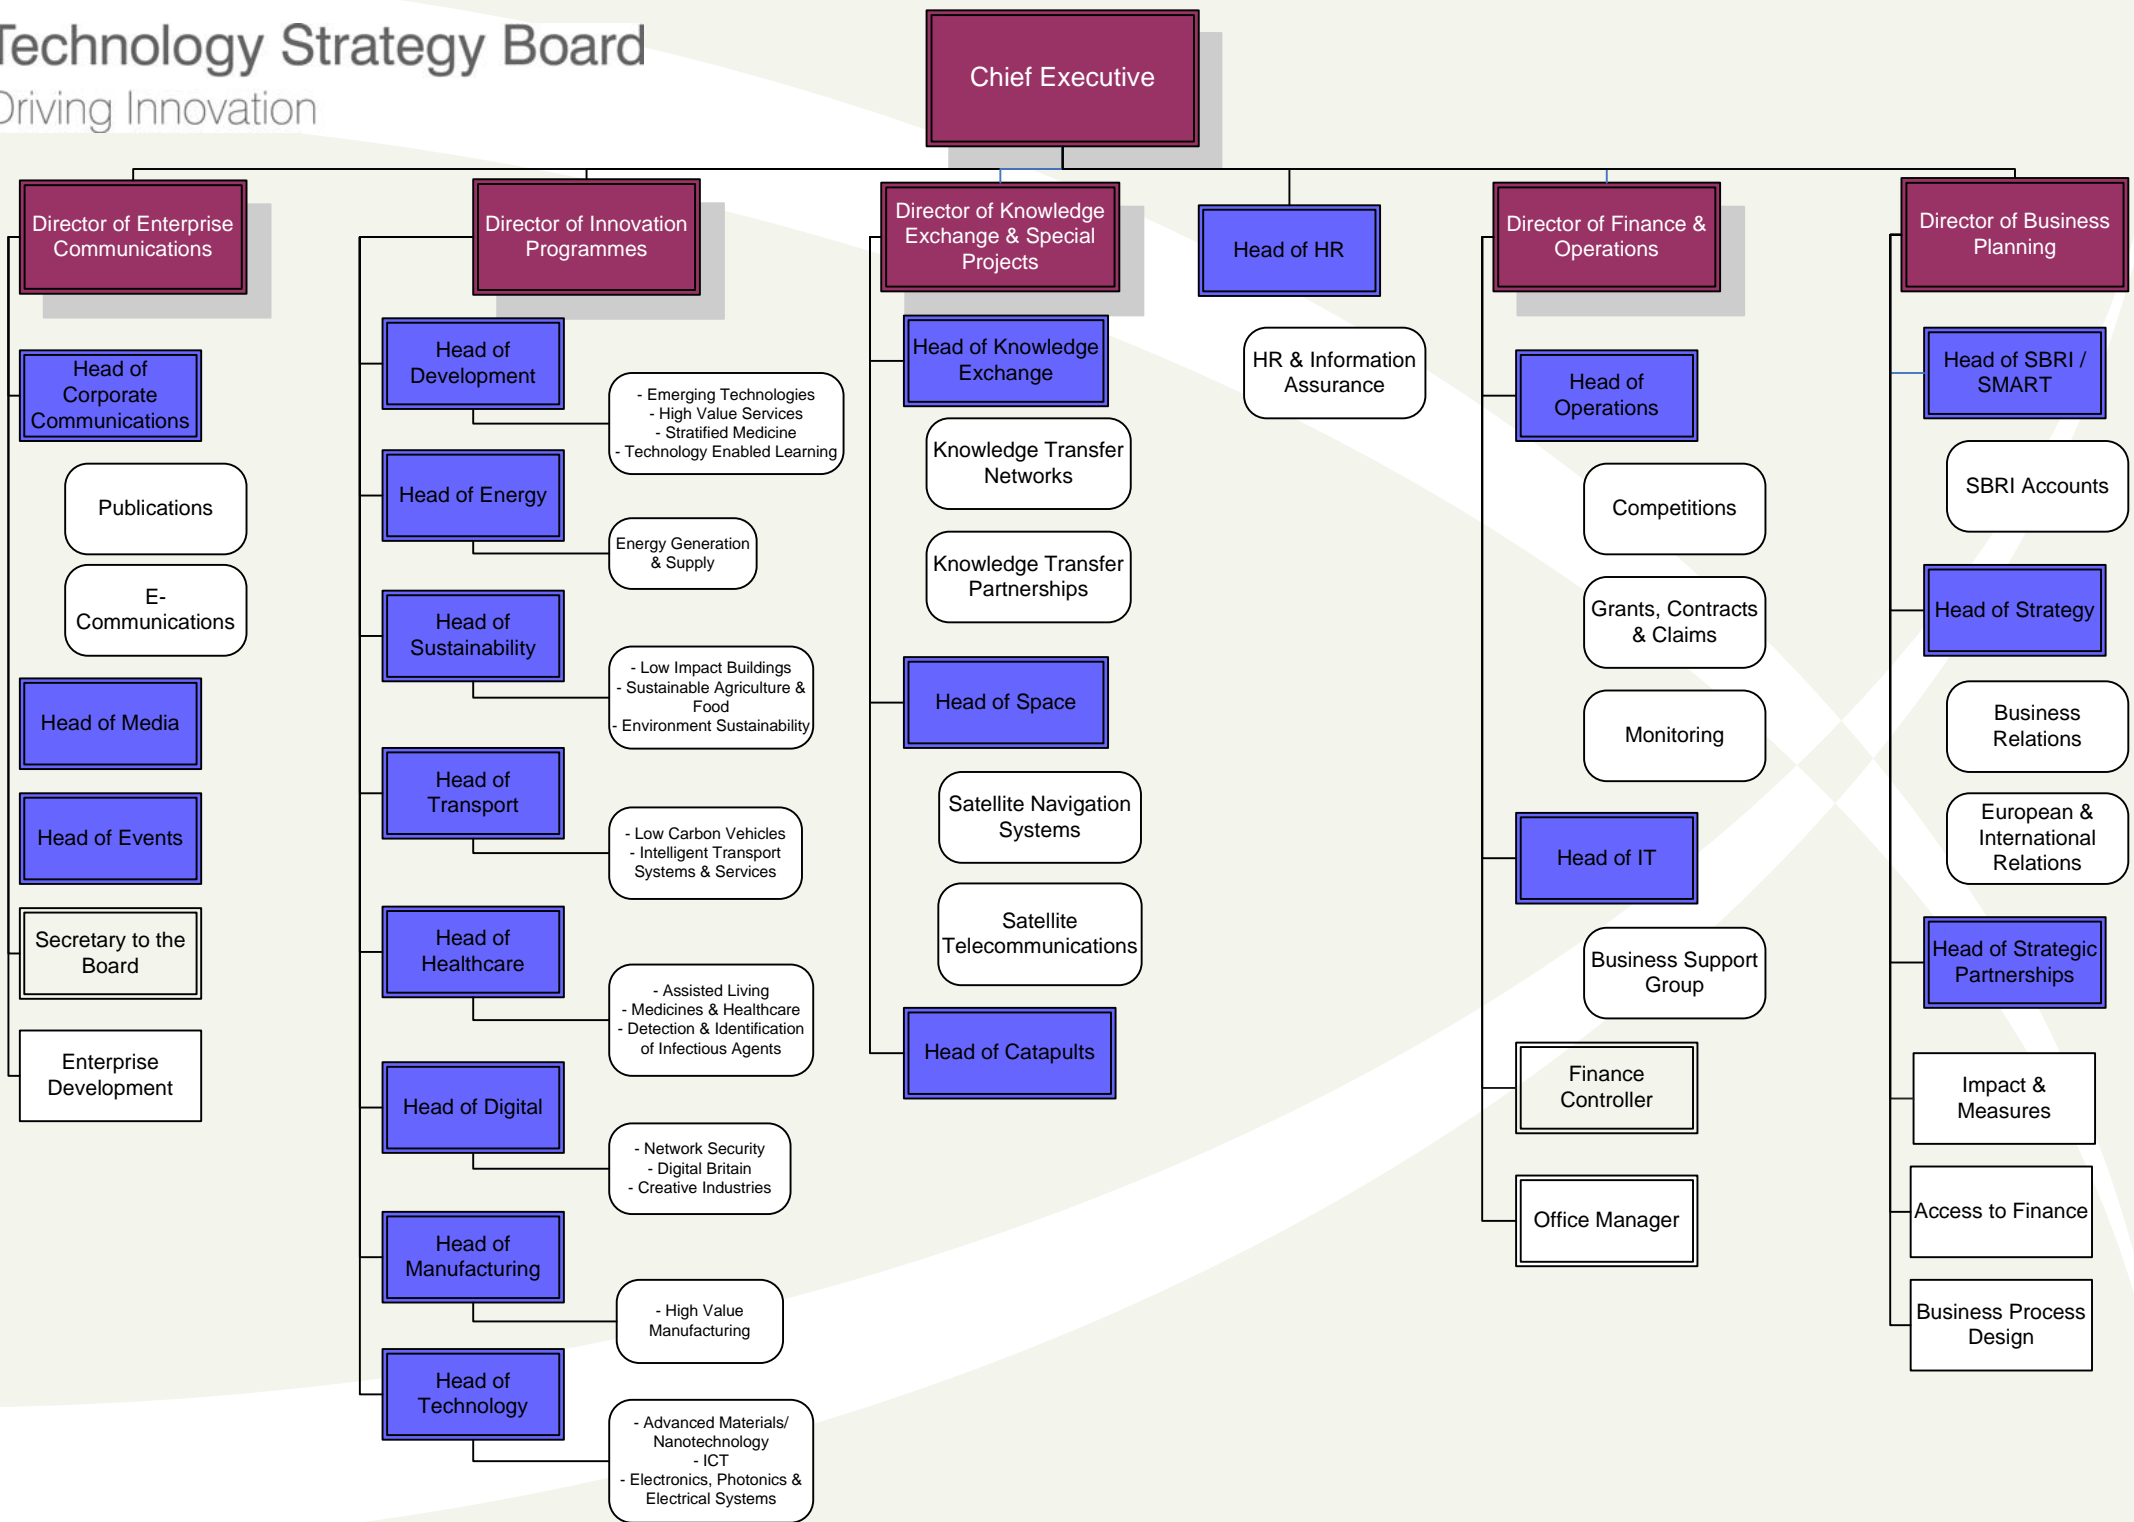 Technology Strategy Board
Driving Innovation
Chief Executive
Director of Enterprise
Communications
Head of
Corporate
Communications
Publications
E-
Communications
Head of Media
Head of Events
Secretary to the
Board
Enterprise
Development
Director of Innovation
Programmes
Head of
Development
- Emerging Technologies
- High Value Services
- Stratified Medicine
- Technology Enabled Learning
Head of Energy
Energy Generation
& Supply
Head of
Sustainability
- Low Impact Buildings
- Sustainable Agriculture &
Food
- Environment Sustainability
Head of
Transport
- Low Carbon Vehicles
- Intelligent Transport
Systems & Services
Head of
Healthcare
- Assisted Living
- Medicines & Healthcare
- Detection & Identification
of Infectious Agents
Head of Digital
- Network Security
- Digital Britain
- Creative Industries
Head of
Manufacturing
- High Value
Manufacturing
Head of
Technology
- Advanced Materials/
Nanotechnology
- ICT
- Electronics, Photonics &
Electrical Systems
Director of Knowledge
Exchange & Special
Projects
Head of Knowledge
Exchange
Knowledge Transfer
Networks
Knowledge Transfer
Partnerships
Head of Space
Satellite Navigation
Systems
Satellite
Telecommunications
Head of Catapults
Head of HR
HR & Information
Assurance
Director of Finance &
Operations
Head of
Operations
Competitions
Grants, Contracts
& Claims
Monitoring
Head of IT
Business Support
Group
Finance
Controller
Office Manager
Director of Business
Planning
Head of SBRI /
SMART
SBRI Accounts
Head of Strategy
Business
Relations
European &
International
Relations
Head of Strategic
Partnerships
Impact &
Measures
Access to Finance
Business Process
Design